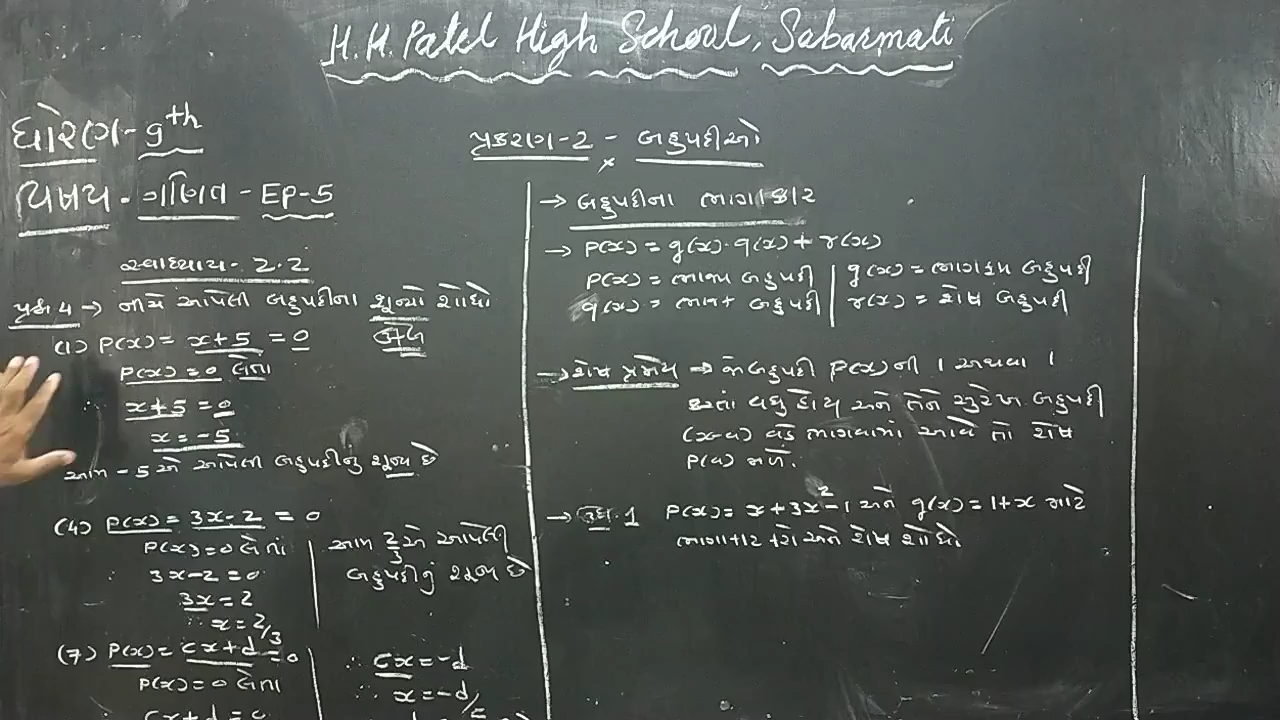 H.H.Patel High School, Sabarmati
ધોરણ - 9th
વિષય - ગણિત - EP-5
પ્રકરણ-2 - બહુપદીઓ
સ્વાધ્યાય- 2.2
પ્રશ્ન 4 → નીચે આપેલી બહુપદીના શૂન્યો શોધો
(1) P(x) = x+5 = 0
P(x) = 0 લેતા
x+5 = 0
x = -5
આમ -5 એ આપેલી બહુપદીનું શૂન્ય છે
(4) P(x) = 3x-2 = 0
P(x)=0 લેતાં
3x-2 = 0
3x = 2
∴ x = 2/3
આમ 2/3 એ આપેલી
બહુપદીનું શૂન્ય છે
(7) P(x) = cx+d = 0
P(x) = 0 લેતા
cx+d = 0
∴ cx = -d
∴ x = -d/c
→ બહુપદીના ભાગાકાર
→ P(x) = g(x)·q(x) + r(x)
P(x) = ભાજ્ય બહુપદી | g(x) = ભાજક બહુપદી
q(x) = ભાગફળ બહુપદી | r(x) = શેષ બહુપદી
→ શેષ પ્રમેય → જે બહુપદી P(x) ની 1 અથવા 1
કરતાં વધુ હોય અને તેને સુરેખ બહુપદી
(x-a) વડે ભાગવામાં આવે તો શેષ
P(a) મળે.
→ ઉદા. 1 P(x) = x+3x²-1 અને g(x) = 1+x માટે
ભાગાકાર કરો અને શેષ શોધો